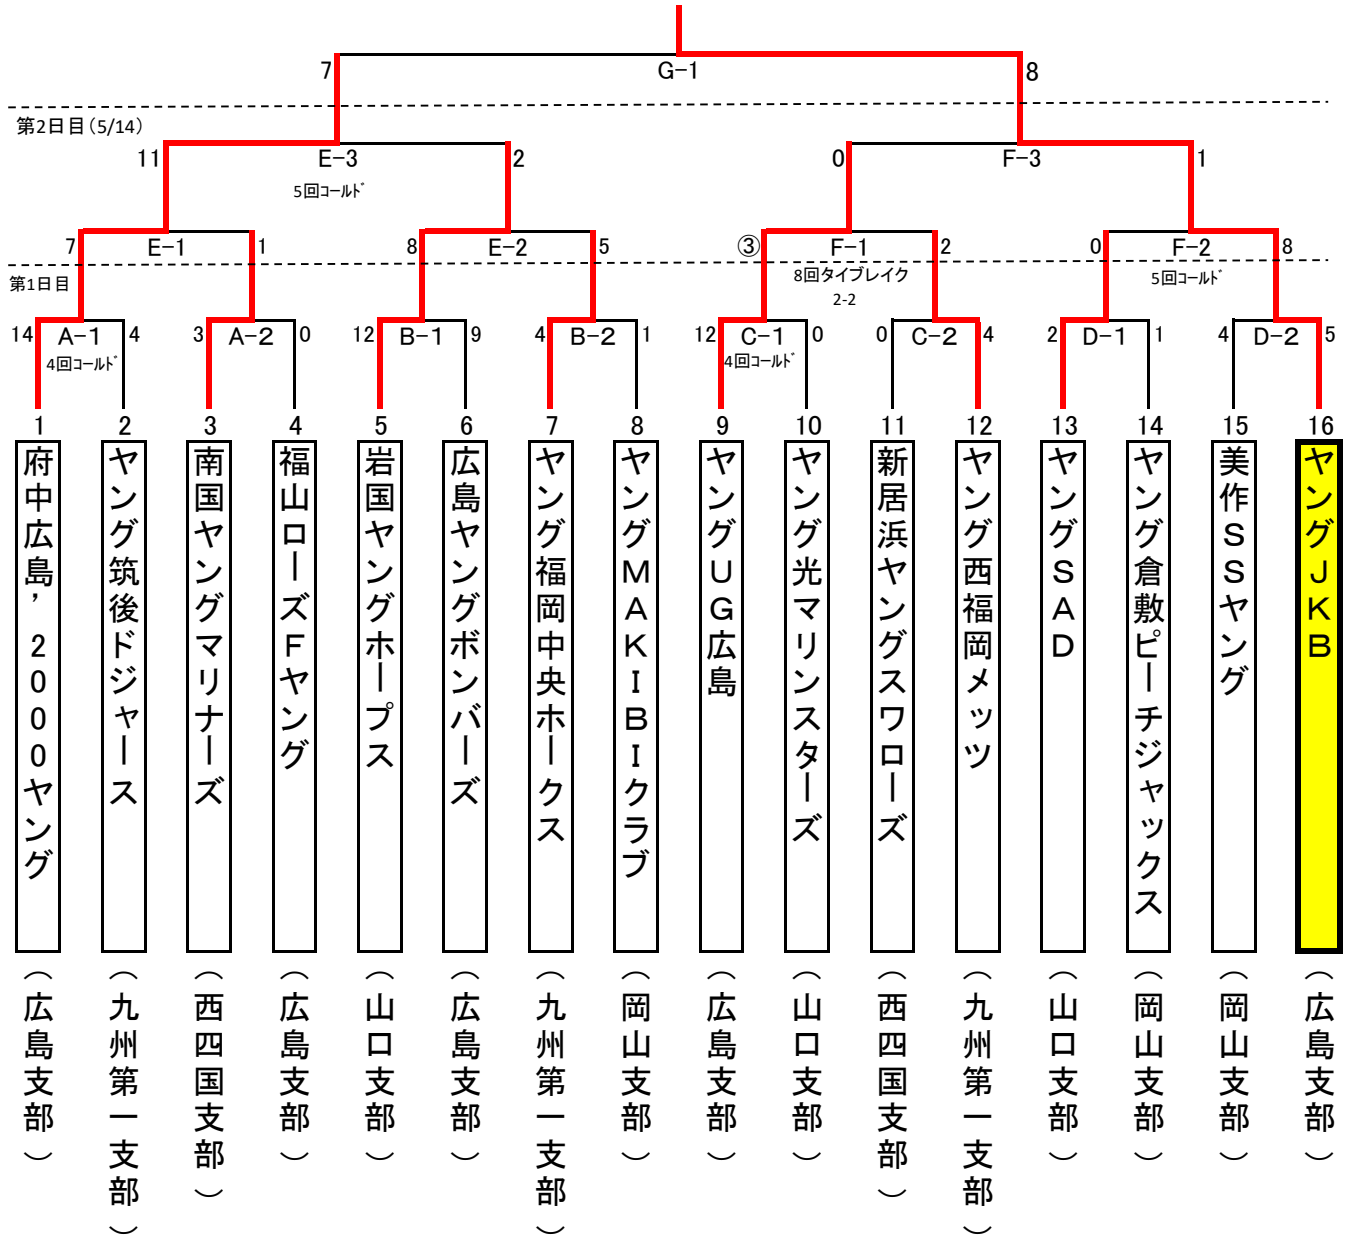 7 G-1 8
第2日目(5/14)
11 E-3 2 0 F-3 1
5回コールド
7 E-1 1 8 E-2 5 ③ F-1 2 0 F-2 8
第1日目 8回タイブレイク 5回コールド
2-2
14 A-1 4 3 A-2 0 12 B-1 9 4 B-2 1 12 C-1 0 0 C-2 4 2 D-1 1 4 D-2 5
4回コールド 4回コールド
1 2 3 4 5 6 7 8 9 10 11 12 13 14 15 16
府中広島’2000ヤング
ヤング筑後ドジャース
南国ヤングマリナーズ
福山ローズFヤング
岩国ヤングホープス
広島ヤングボンバーズ
ヤング福岡中央ホークス
ヤングMAKIBIクラブ
ヤングUG広島
ヤング光マリンスターズ
新居浜ヤングスワローズ
ヤング西福岡メッツ
ヤングSAD
ヤング倉敷ピーチジャックス
美作SSヤング
ヤングJKB
(広島支部)
(九州第一支部)
(西四国支部)
(広島支部)
(山口支部)
(広島支部)
(九州第一支部)
(岡山支部)
(広島支部)
(山口支部)
(西四国支部)
(九州第一支部)
(山口支部)
(岡山支部)
(岡山支部)
(広島支部)